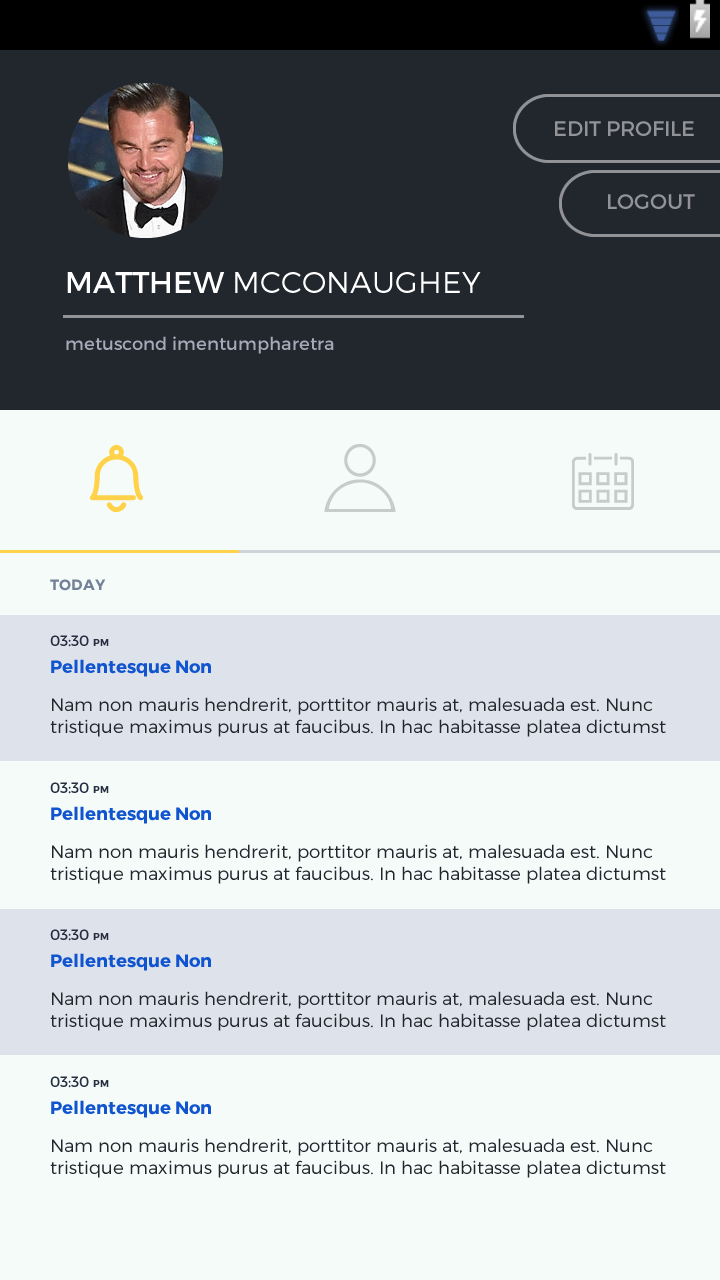 EDIT PROFILE
LOGOUT
MATTHEW MCCONAUGHEY
metuscond imentumpharetra
TODAY
03:30 PM
Pellentesque Non
Nam non mauris hendrerit, porttitor mauris at, malesuada est. Nunc
tristique maximus purus at faucibus. In hac habitasse platea dictumst
03:30 PM
Pellentesque Non
Nam non mauris hendrerit, porttitor mauris at, malesuada est. Nunc
tristique maximus purus at faucibus. In hac habitasse platea dictumst
03:30 PM
Pellentesque Non
Nam non mauris hendrerit, porttitor mauris at, malesuada est. Nunc
tristique maximus purus at faucibus. In hac habitasse platea dictumst
03:30 PM
Pellentesque Non
Nam non mauris hendrerit, porttitor mauris at, malesuada est. Nunc
tristique maximus purus at faucibus. In hac habitasse platea dictumst